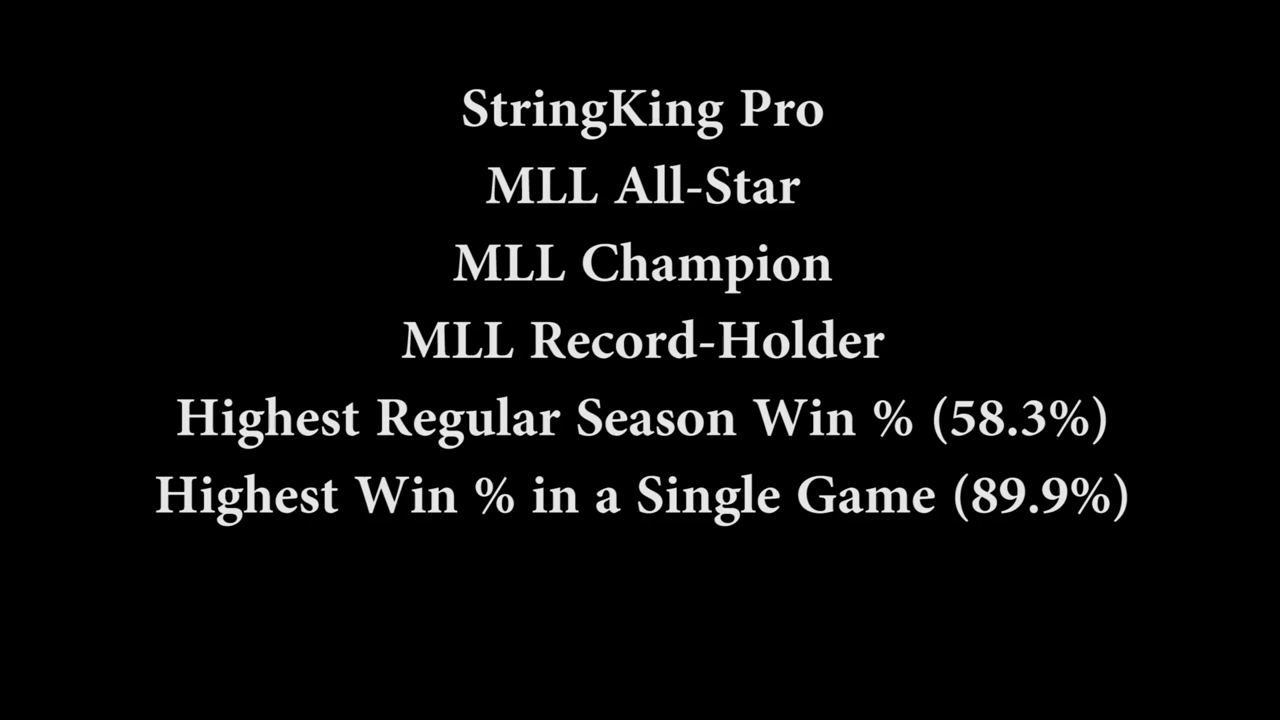 StringKing Pro
MLL All-Star
MLL Champion
MLL Record-Holder
Highest Regular Season Win % (58.3%)
Highest Win % in a Single Game (89.9%)